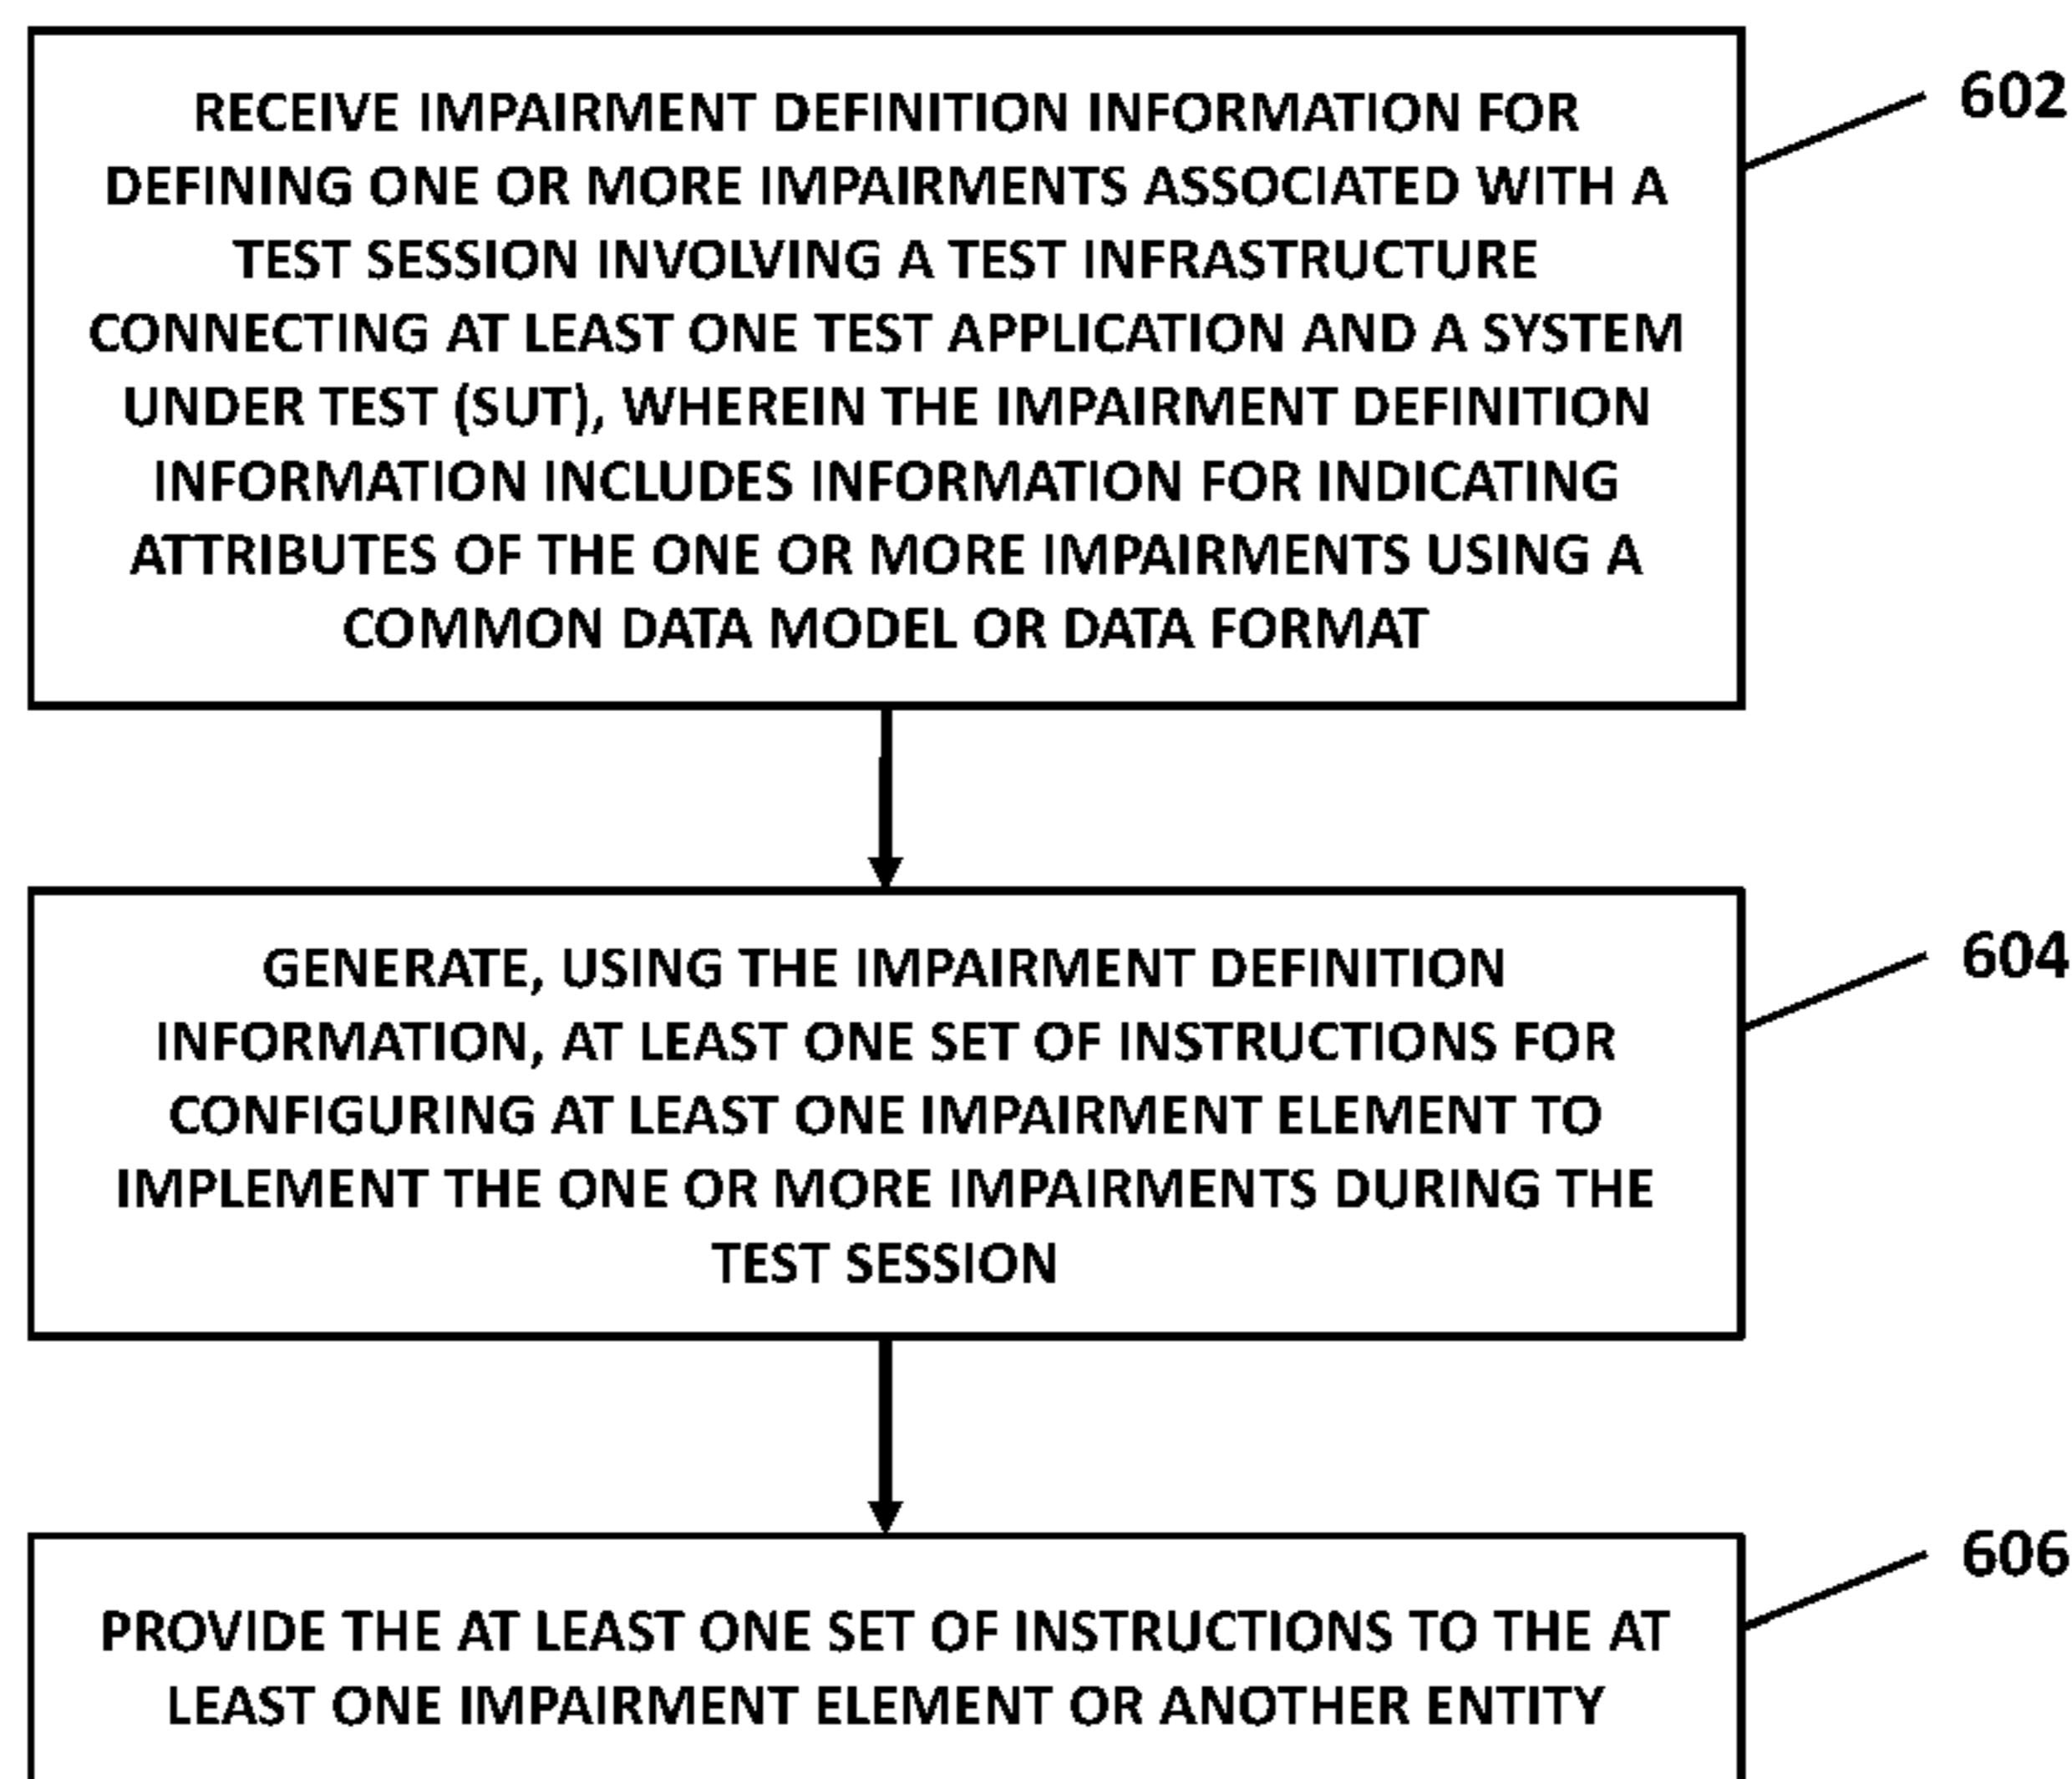 RECEIVE IMPAIRMENT DEFINITION INFORMATION FOR
DEFINING ONE OR MORE IMPAIRMENTS ASSOCIATED WITH A
TEST SESSION INVOLVING A TEST INFRASTRUCTURE
CONNECTING AT LEAST ONE TEST APPLICATION AND A SYSTEM
UNDER TEST (SUT), WHEREIN THE IMPAIRMENT DEFINITION
INFORMATION INCLUDES INFORMATION FOR INDICATING
ATTRIBUTES OF THE ONE OR MORE IMPAIRMENTS USING A
COMMON DATA MODEL OR DATA FORMAT
602
GENERATE, USING THE IMPAIRMENT DEFINITION
INFORMATION, AT LEAST ONE SET OF INSTRUCTIONS FOR
CONFIGURING AT LEAST ONE IMPAIRMENT ELEMENT TO
IMPLEMENT THE ONE OR MORE IMPAIRMENTS DURING THE
TEST SESSION
604
PROVIDE THE AT LEAST ONE SET OF INSTRUCTIONS TO THE AT
LEAST ONE IMPAIRMENT ELEMENT OR ANOTHER ENTITY
606